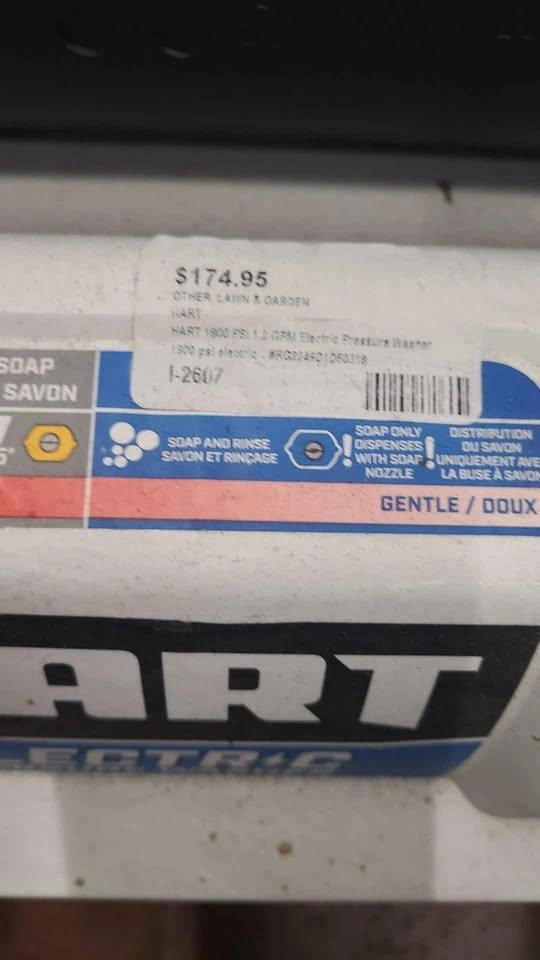 $174.95
OTHER, LAWN & GARDEN
HART
HART 1800 PSI 1.2 GPM Electric Pressure Washer
1800 psi electric
I-2607
SOAP
SAVON
SOAP AND RINSE
SAVON ET RINÇAGE
SOAP ONLY
DISPENSES
WITH SOAP
NOZZLE
DISTRIBUTION
DU SAVON
UNIQUEMENT AVE
LA BUSE À SAVON
GENTLE / DOUX
ART
ECTRIC